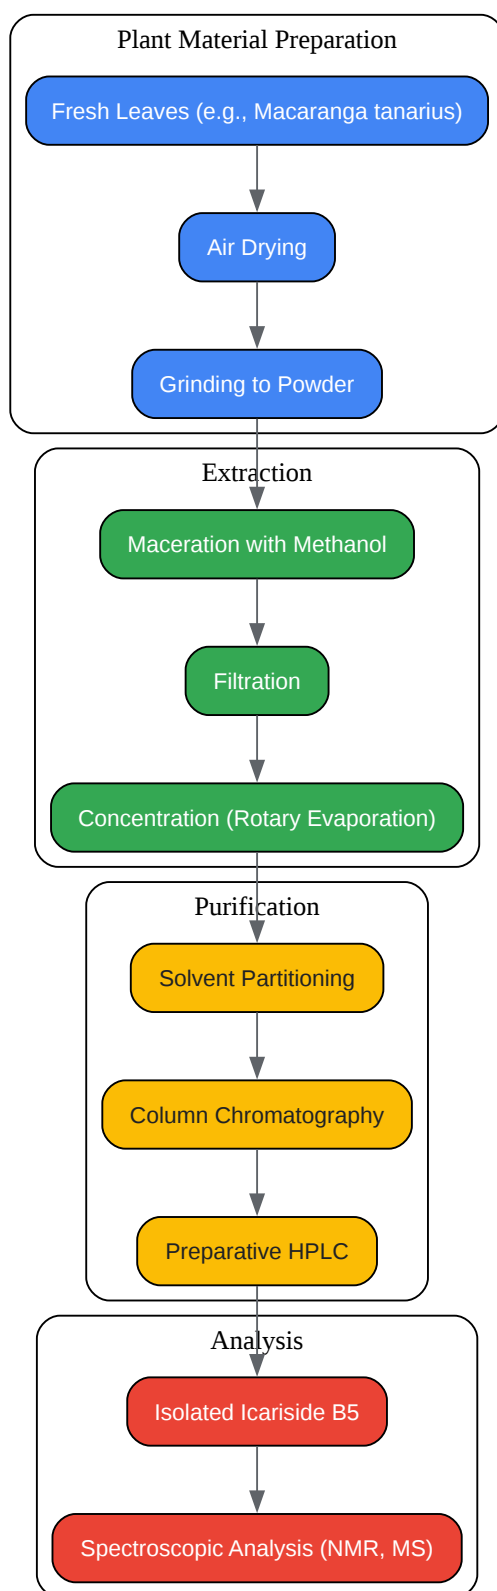 Plant Material Preparation
Fresh Leaves (e.g., Macaranga tanarius)
Air Drying
Grinding to Powder
Extraction
Maceration with Methanol
Filtration
Concentration (Rotary Evaporation)
Purification
Solvent Partitioning
Column Chromatography
Preparative HPLC
Analysis
Isolated Icariside B5
Spectroscopic Analysis (NMR, MS)